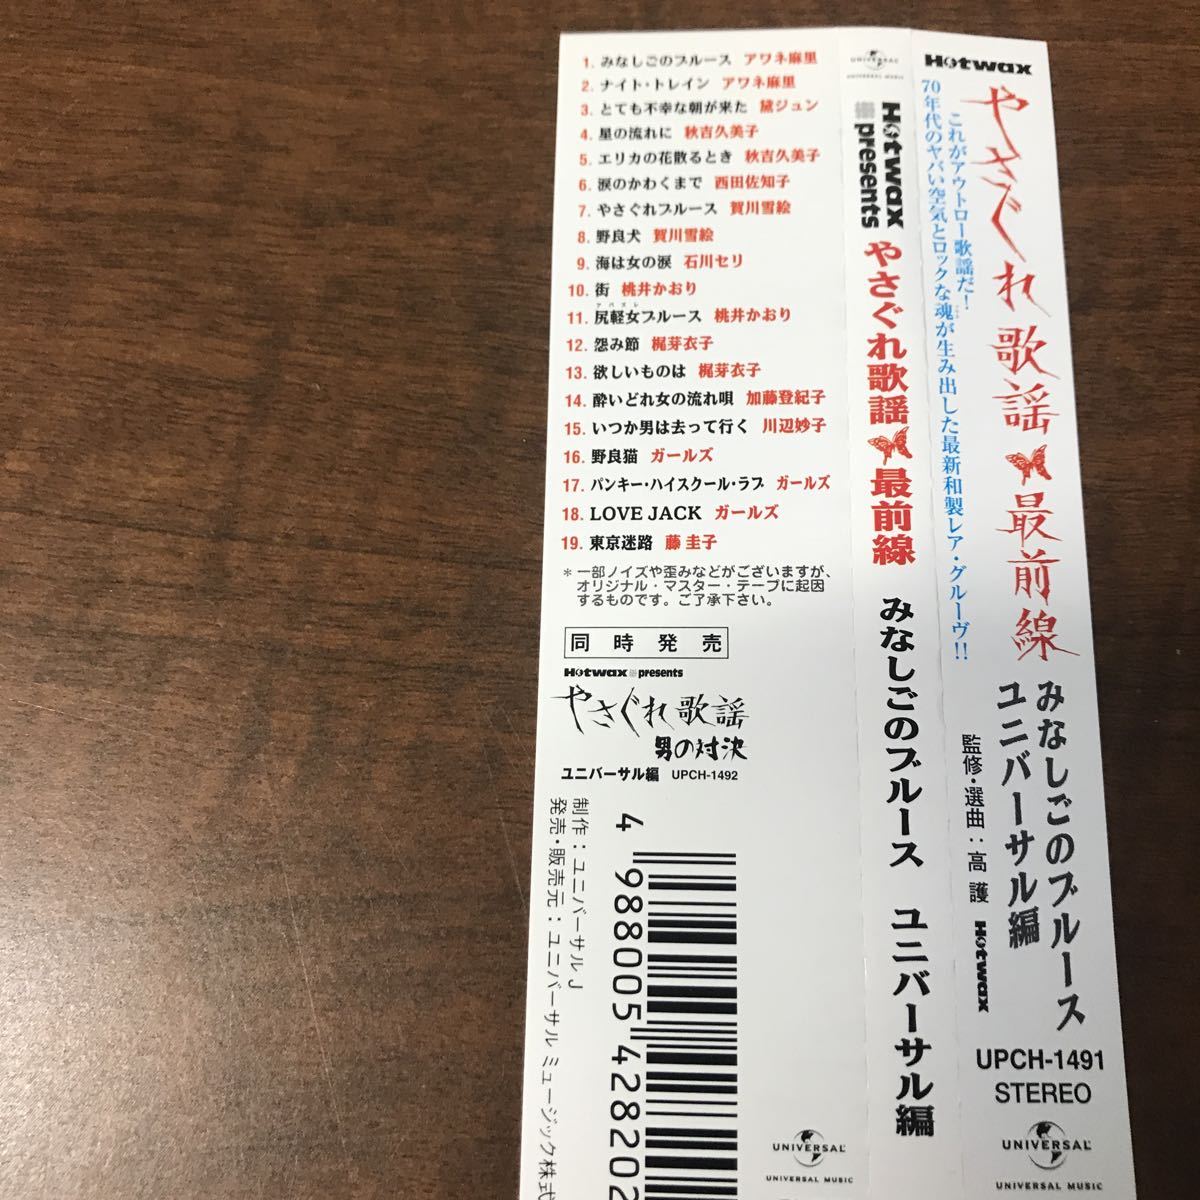 1. みなしごのブルース アワネ麻里
2. ナイト・トレイン アワネ麻里
3. とても不幸な朝が来た 黛ジュン
4. 星の流れに 秋吉久美子
5. エリカの花散るとき 秋吉久美子
6. 涙のかわくまで 西田佐知子
7. やさぐれブルース 賀川雪絵
8. 野良犬 賀川雪絵
9. 海は女の涙 石川セリ
10. 街 桃井かおり
アバズレ
11. 尻軽女ブルース 桃井かおり
12. 怨み節 梶芽衣子
13. 欲しいものは 梶芽衣子
14. 酔いどれ女の流れ唄 加藤登紀子
15. いつか男は去って行く 川辺妙子
16. 野良猫 ガールズ
17. パンキー・ハイスクール・ラブ ガールズ
18. LOVE JACK ガールズ
19. 東京迷路 藤 圭子
*一部ノイズや歪みなどがございますが、
オリジナル・マスター・テープに起因
するものです。ご了承下さい。
同時発売
Hotwax presents
やさぐれ歌謡
男の対決
ユニバーサル編 UPCH-1492
制作：ユニバーサル J
発売・販売元：ユニバーサル ミュージック株式
4 988005 428202
UNIVERSAL
UNIVERSAL MUSIC
Hotwax presents やさぐれ歌謡 最前線 みなしごのブルース ユニバーサル編
UNIVERSAL
UNIVERSAL MUSIC
Hotwax
やさぐれ歌謡 最前線
みなしごのブルース
ユニバーサル編
これがアウトロー歌謡だ！
70年代のヤバい空気とロックな魂が生み出した最新和製レア・グルーヴ!!
監修・選曲：高 護 Hotwax
UPCH-1491
STEREO
UNIVERSAL
UNIVERSAL MUSIC